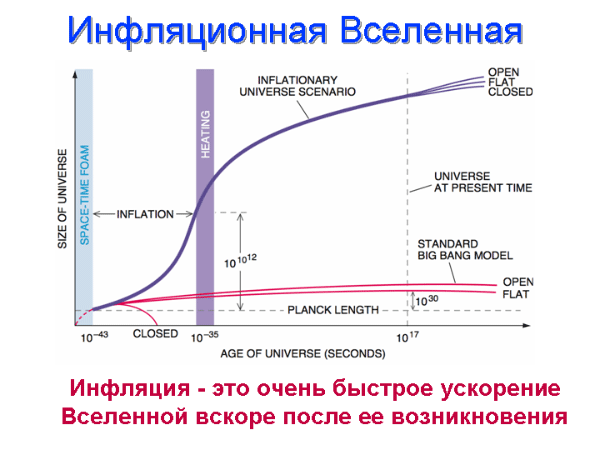 Инфляционная Вселенная
OPEN
FLAT
CLOSED
INFLATIONARY
UNIVERSE SCENARIO
HEATING
SPACE-TIME FOAM
SIZE OF UNIVERSE
UNIVERSE
AT PRESENT TIME
INFLATION
STANDARD
BIG BANG MODEL
10^10^12
OPEN
FLAT
10^30
PLANCK LENGTH
CLOSED
10^–43
10^–35
10^17
AGE OF UNIVERSE (SECONDS)
Инфляция - это очень быстрое ускорение
Вселенной вскоре после ее возникновения